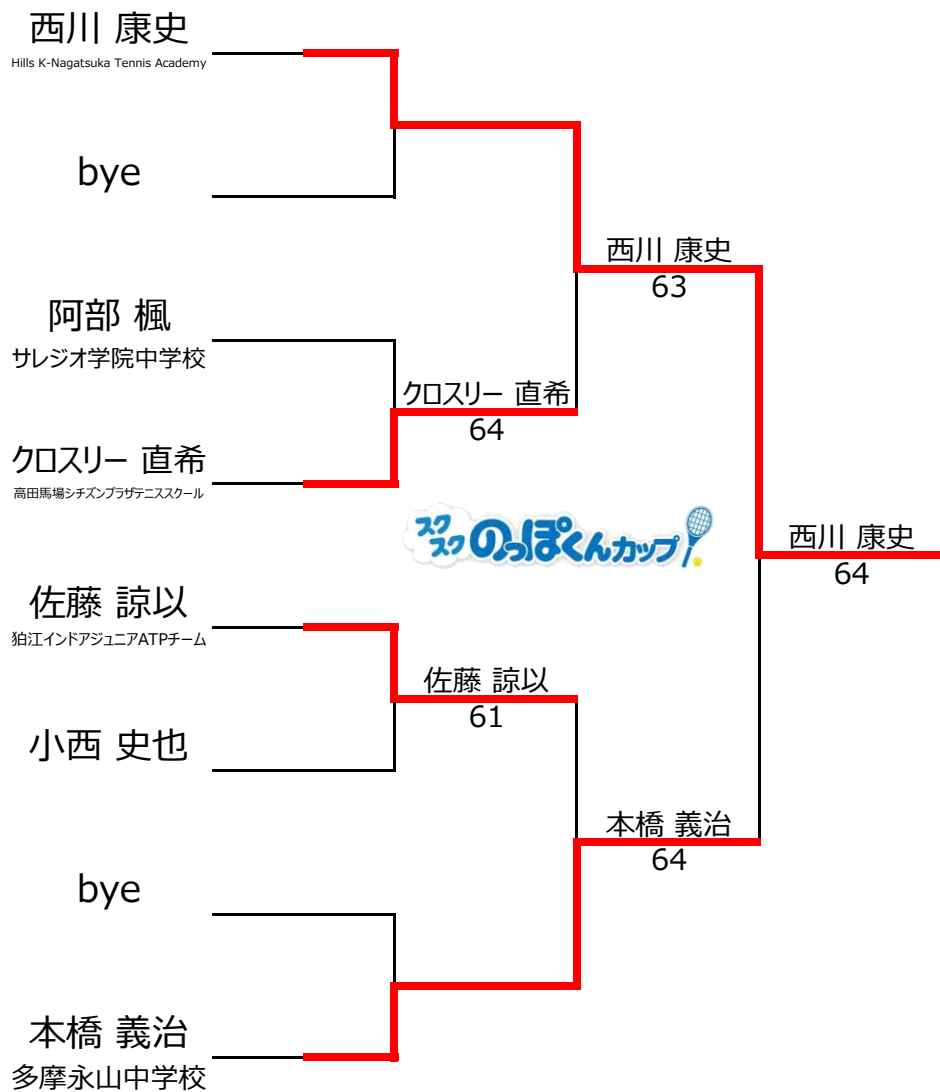 西川 康史
Hills K-Nagatsuka Tennis Academy
bye
阿部 楓
サレジオ学院中学校
クロスリー 直希
高田馬場シチズンプラザテニススクール
佐藤 諒以
狛江インドアジュニアATPチーム
小西 史也
bye
本橋 義治
多摩永山中学校
クロスリー 直希
64
佐藤 諒以
61
西川 康史
63
本橋 義治
64
スクスクのっぽくんカップ
西川 康史
64